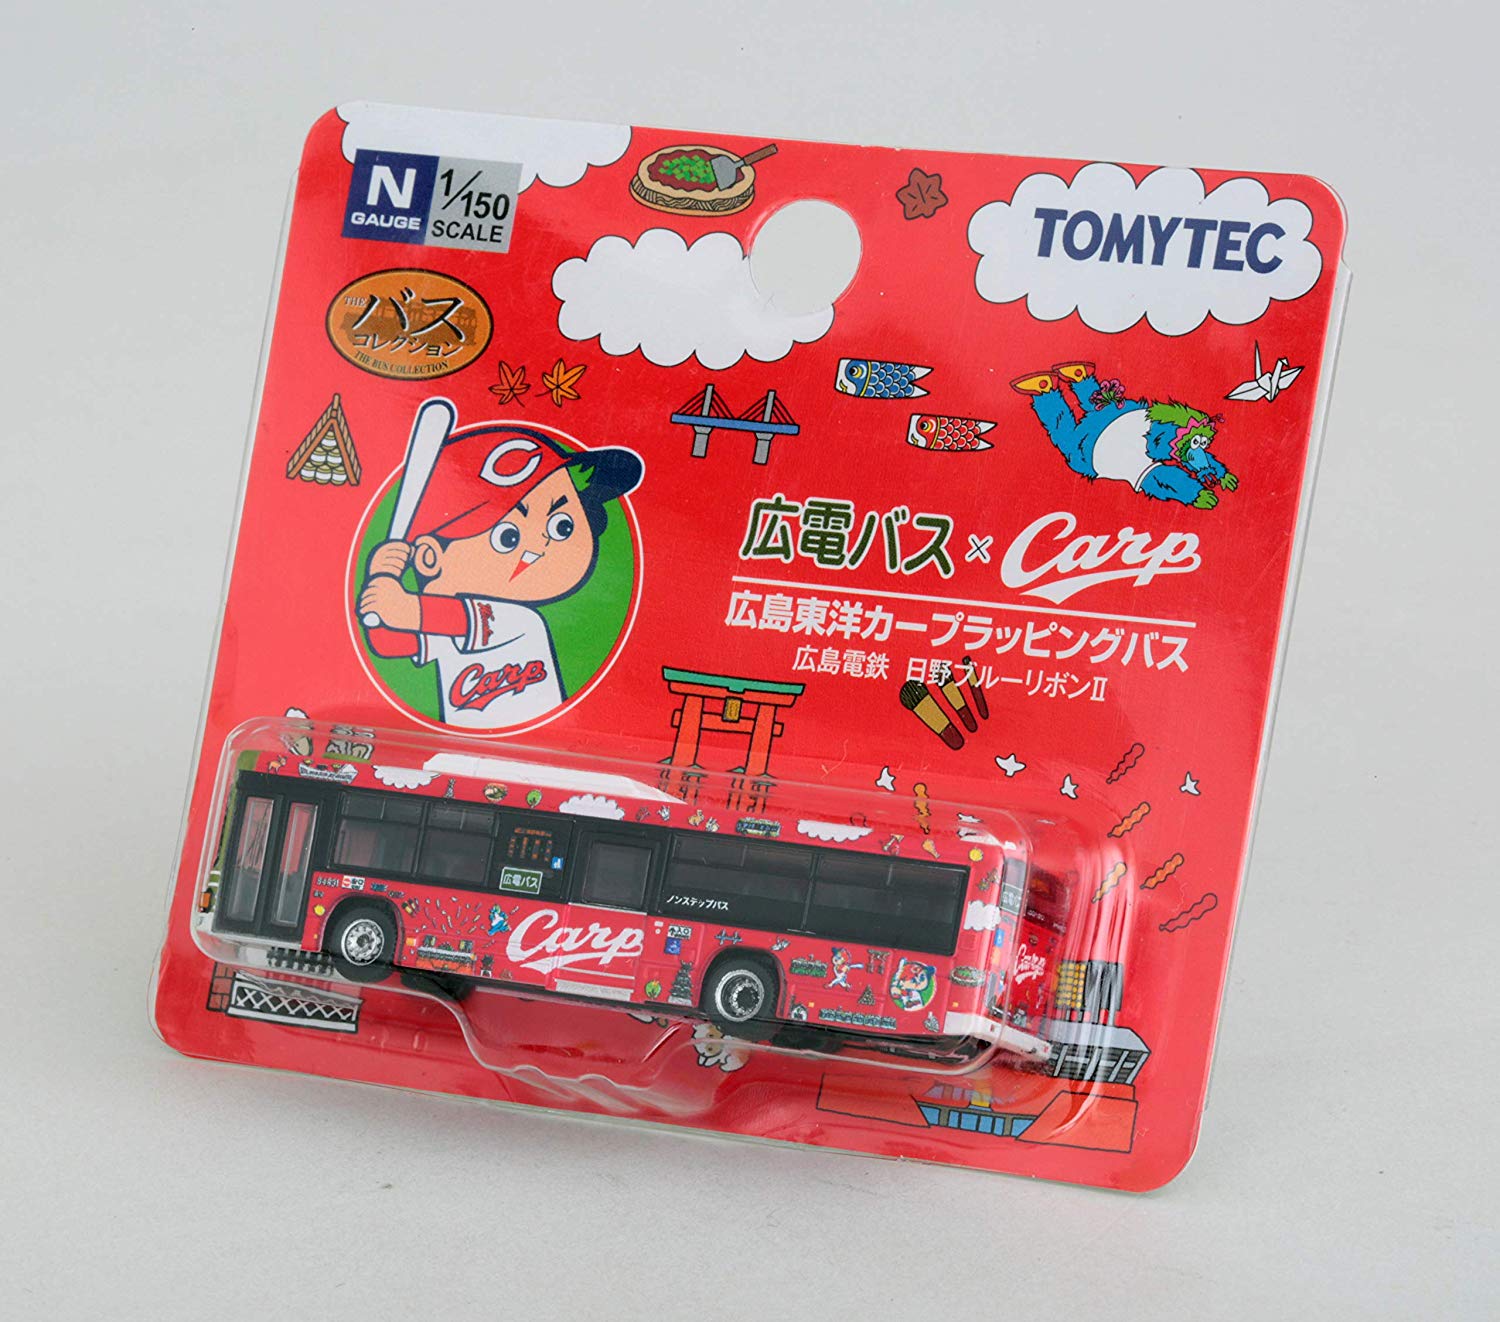 N
GAUGE
1/150
SCALE
TOMYTEC
THE
バス
コレクション
THE BUS COLLECTION
C
Carp
広電バス×Carp
広島東洋カープラッピングバス
広島電鉄 日野ブルーリボンII
広電バス
ノンステップバス
Carp
Carp